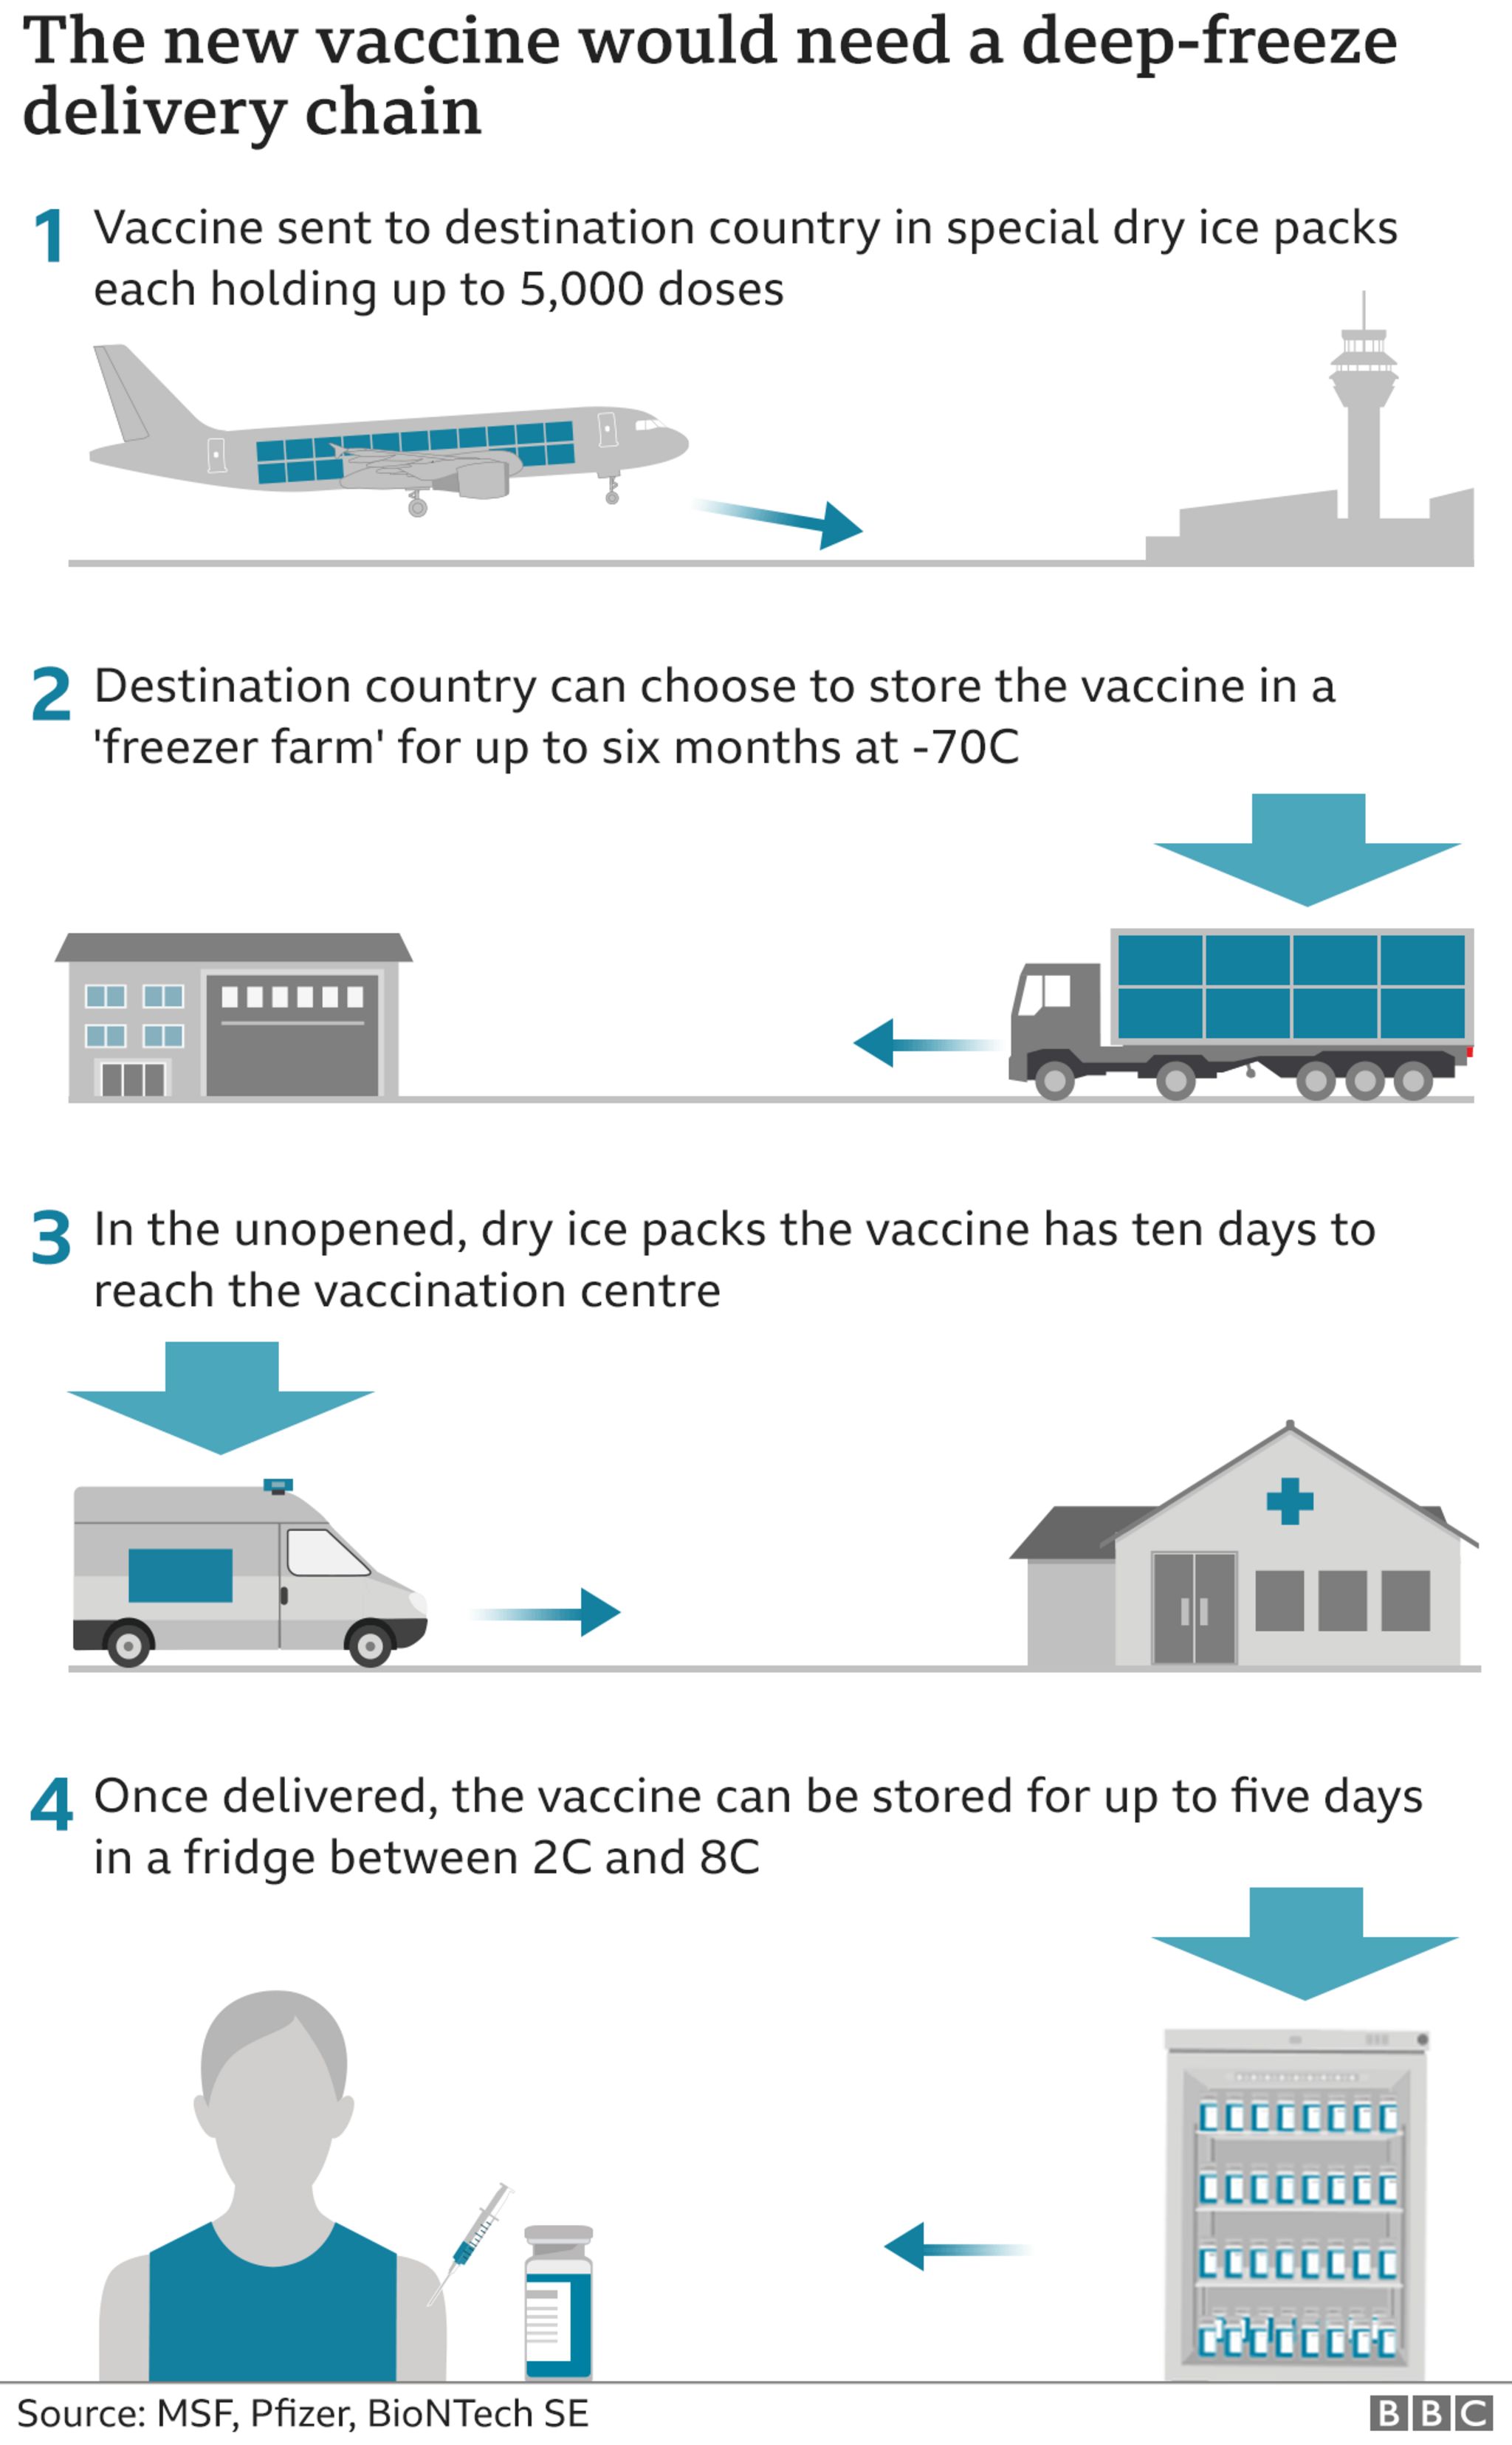 The new vaccine would need a deep-freeze
delivery chain
1 Vaccine sent to destination country in special dry ice packs
each holding up to 5,000 doses
2 Destination country can choose to store the vaccine in a
'freezer farm' for up to six months at -70C
3 In the unopened, dry ice packs the vaccine has ten days to
reach the vaccination centre
4 Once delivered, the vaccine can be stored for up to five days
in a fridge between 2C and 8C
Source: MSF, Pfizer, BioNTech SE
BBC